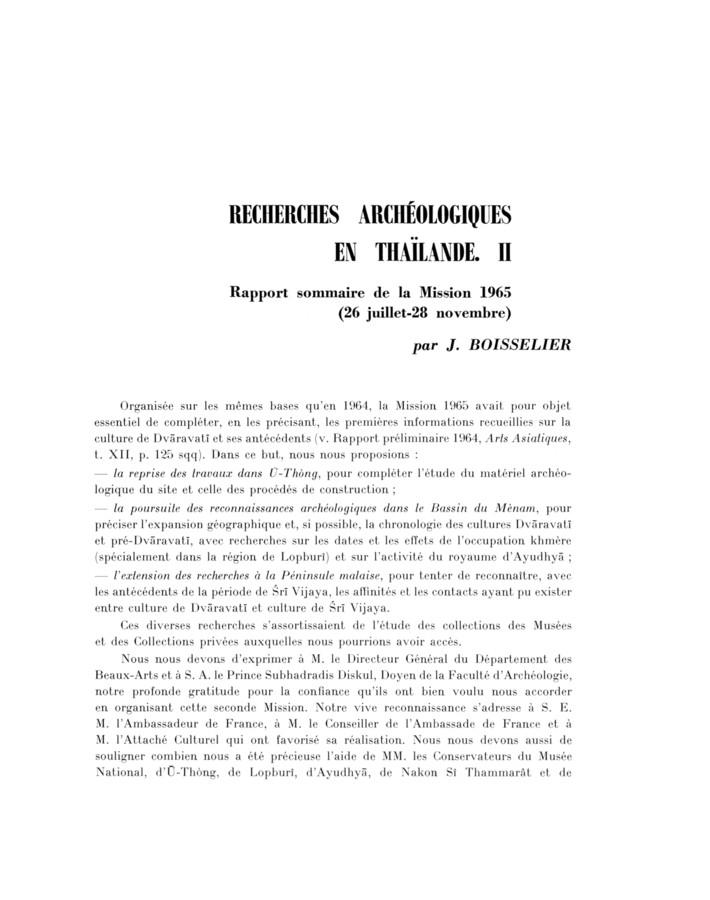 RECHERCHES ARCHÉOLOGIQUES
EN THAÏLANDE. II
Rapport sommaire de la Mission 1965
(26 juillet-28 novembre)
par J. BOISSELIER
Organisée sur les mêmes bases qu'en 1964, la Mission 1965 avait pour objet
essentiel de compléter, en les précisant, les premières informations recueillies sur la
culture de Dvāravatī et ses antécédents (v. Rapport préliminaire 1964, Arts Asiatiques,
t. XII, p. 125 sqq). Dans ce but, nous nous proposions :
— la reprise des travaux dans U-Thòng, pour compléter l'étude du matériel archéo-
logique du site et celle des procédés de construction ;
— la poursuite des reconnaissances archéologiques dans le Bassin du Mènam, pour
préciser l'expansion géographique et, si possible, la chronologie des cultures Dvāravatī
et pré-Dvāravatī, avec recherches sur les dates et les effets de l'occupation khmère
(spécialement dans la région de Lopburī) et sur l'activité du royaume d'Ayudhyā ;
— l'extension des recherches à la Péninsule malaise, pour tenter de reconnaître, avec
les antécédents de la période de Śrī Vijaya, les affinités et les contacts ayant pu exister
entre culture de Dvāravatī et culture de Śrī Vijaya.
Ces diverses recherches s'assortissaient de l'étude des collections des Musées
et des Collections privées auxquelles nous pourrions avoir accès.
Nous nous devons d'exprimer à M. le Directeur Général du Département des
Beaux-Arts et à S. A. le Prince Subhadradis Diskul, Doyen de la Faculté d'Archéologie,
notre profonde gratitude pour la confiance qu'ils ont bien voulu nous accorder
en organisant cette seconde Mission. Notre vive reconnaissance s'adresse à S. E.
M. l'Ambassadeur de France, à M. le Conseiller de l'Ambassade de France et à
M. l'Attaché Culturel qui ont favorisé sa réalisation. Nous nous devons aussi de
souligner combien nous a été précieuse l'aide de MM. les Conservateurs du Musée
National, d'Ū-Thòng, de Lopburī, d'Ayudhyā, de Nakon Sī Thammarât et de